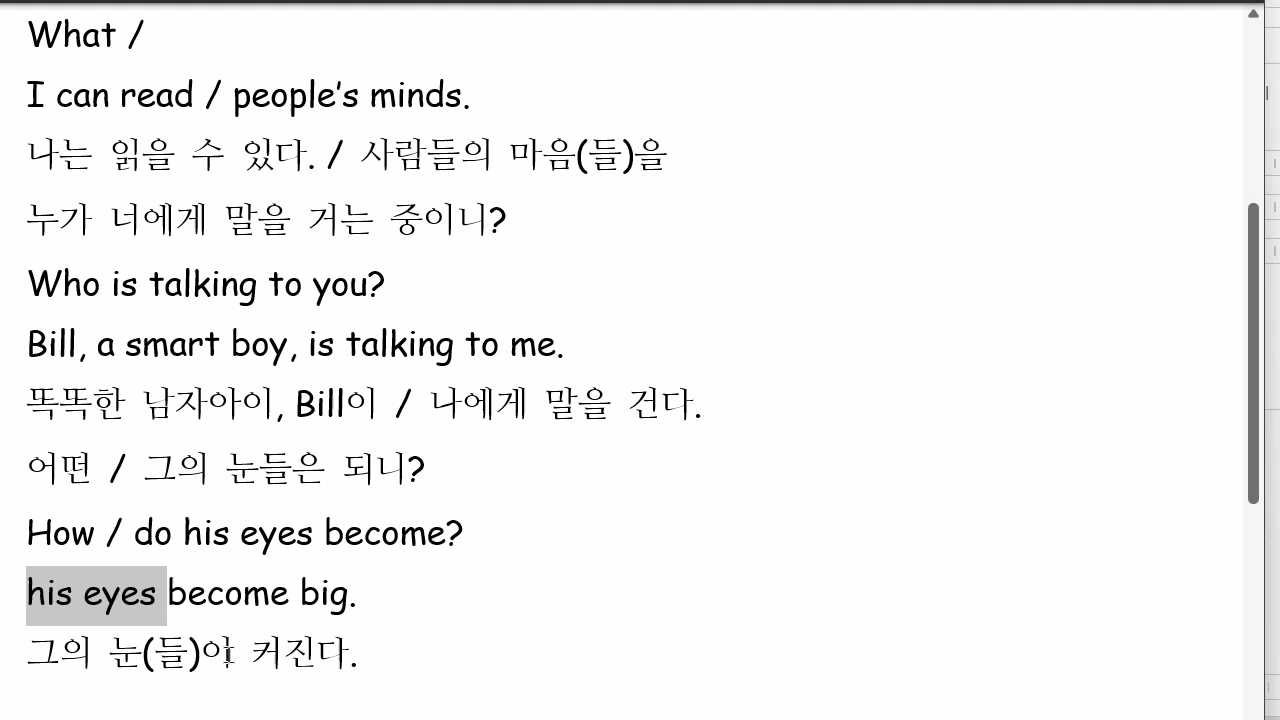 What /
I can read / people's minds.
나는 읽을 수 있다. / 사람들의 마음(들)을
누가 너에게 말을 거는 중이니?
Who is talking to you?
Bill, a smart boy, is talking to me.
똑똑한 남자아이, Bill이 / 나에게 말을 건다.
어떤 / 그의 눈들은 되니?
How / do his eyes become?
his eyes become big.
그의 눈(들)이 커진다.